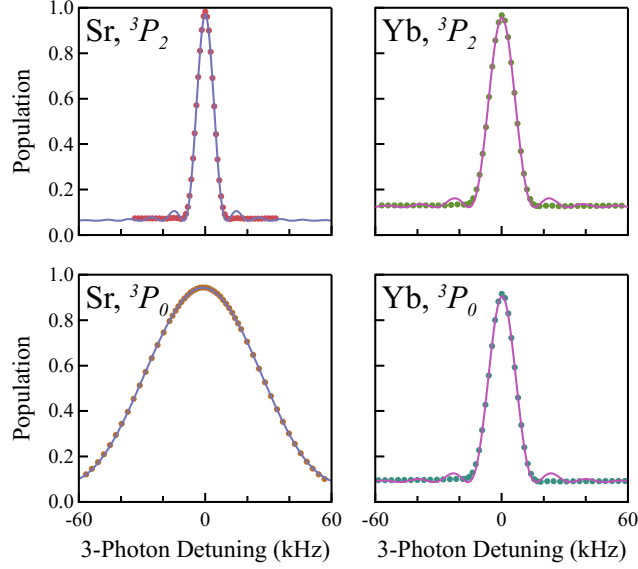 Sr, ³P₂
Yb, ³P₂
Population
1.0
0.8
0.6
0.4
0.2
0.0
Sr, ³P₀
Yb, ³P₀
Population
1.0
0.8
0.6
0.4
0.2
0.0
-60 0 60
-60 0 60
3-Photon Detuning (kHz)
3-Photon Detuning (kHz)